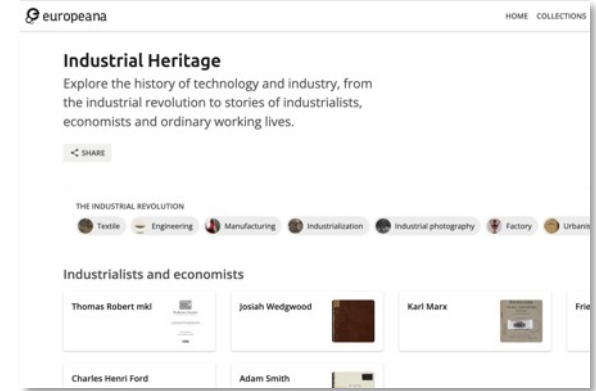 europeana
HOME COLLECTIONS
Industrial Heritage
Explore the history of technology and industry, from
the industrial revolution to stories of industrialists,
economists and ordinary working lives.
SHARE
THE INDUSTRIAL REVOLUTION
Textile Engineering Manufacturing Industrialization Industrial photography Factory Urbanis
Industrialists and economists
Thomas Robert mkl Josiah Wedgwood Karl Marx Frie
Charles Henri Ford Adam Smith